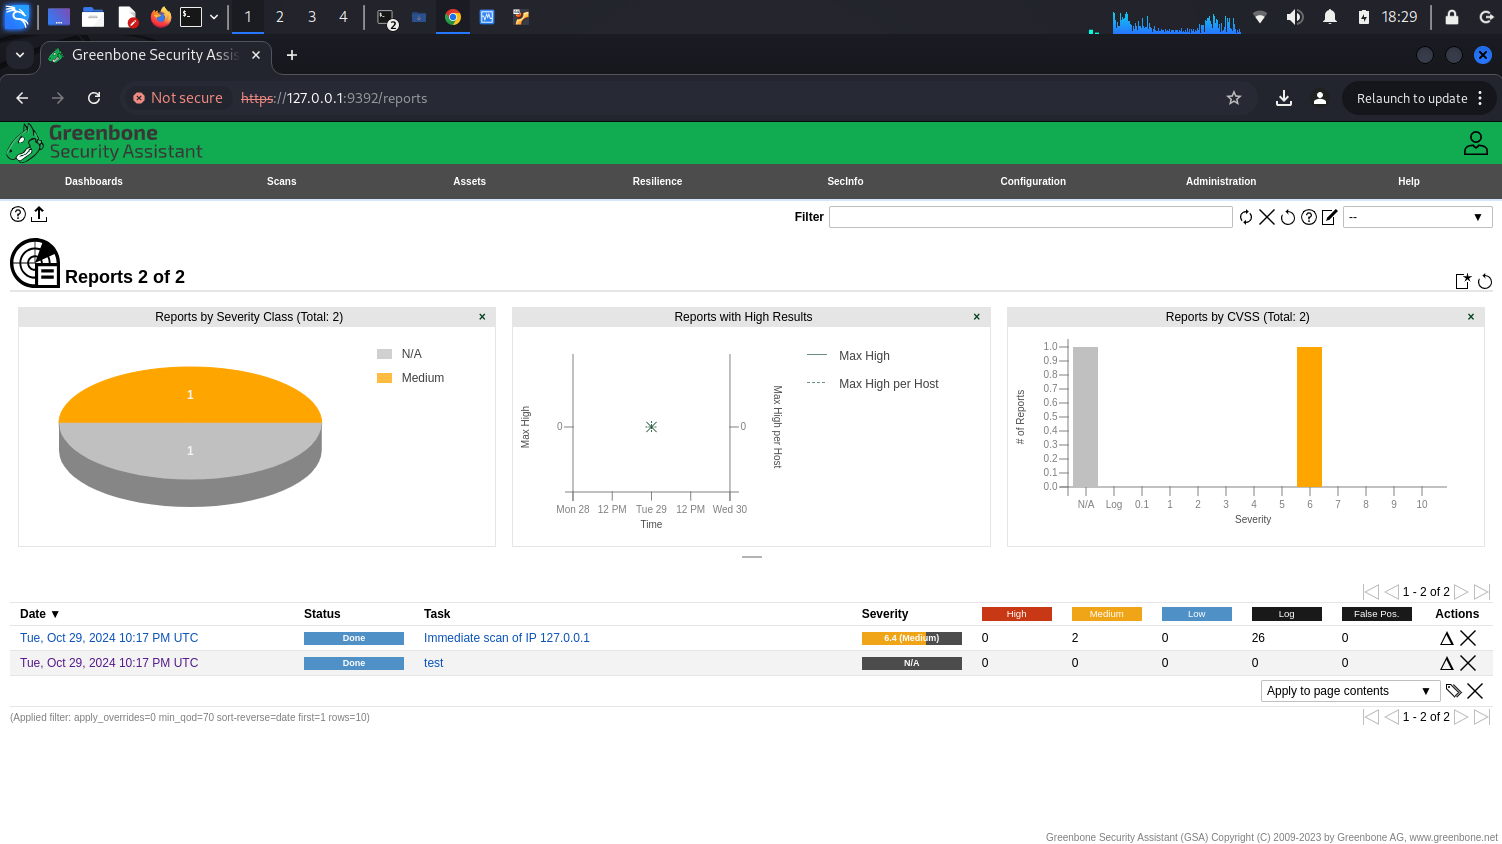 1 2 3 4 2 18:29
Greenbone Security Assis
Not secure https://127.0.0.1:9392/reports Relaunch to update
Greenbone
Security Assistant
Dashboards Scans Assets Resilience SecInfo Configuration Administration Help
Filter --
Reports 2 of 2
Reports by Severity Class (Total: 2) ×
N/A
Medium
1
1
Reports with High Results ×
Max High
Max High per Host
Max High
0
0
Max High per Host
Mon 28 12 PM Tue 29 12 PM Wed 30
Time
Reports by CVSS (Total: 2) ×
# of Reports
1.0
0.9
0.8
0.7
0.6
0.5
0.4
0.3
0.2
0.1
0.0
N/A Log 0.1 1 2 3 4 5 6 7 8 9 10
Severity
1 - 2 of 2
Date ▼ Status Task Severity High Medium Low Log False Pos. Actions
Tue, Oct 29, 2024 10:17 PM UTC Done Immediate scan of IP 127.0.0.1 6.4 (Medium) 0 2 0 26 0
Tue, Oct 29, 2024 10:17 PM UTC Done test N/A 0 0 0 0 0
Apply to page contents ▼
(Applied filter: apply_overrides=0 min_qod=70 sort-reverse=date first=1 rows=10) 1 - 2 of 2
Greenbone Security Assistant (GSA) Copyright (C) 2009-2023 by Greenbone AG, www.greenbone.net